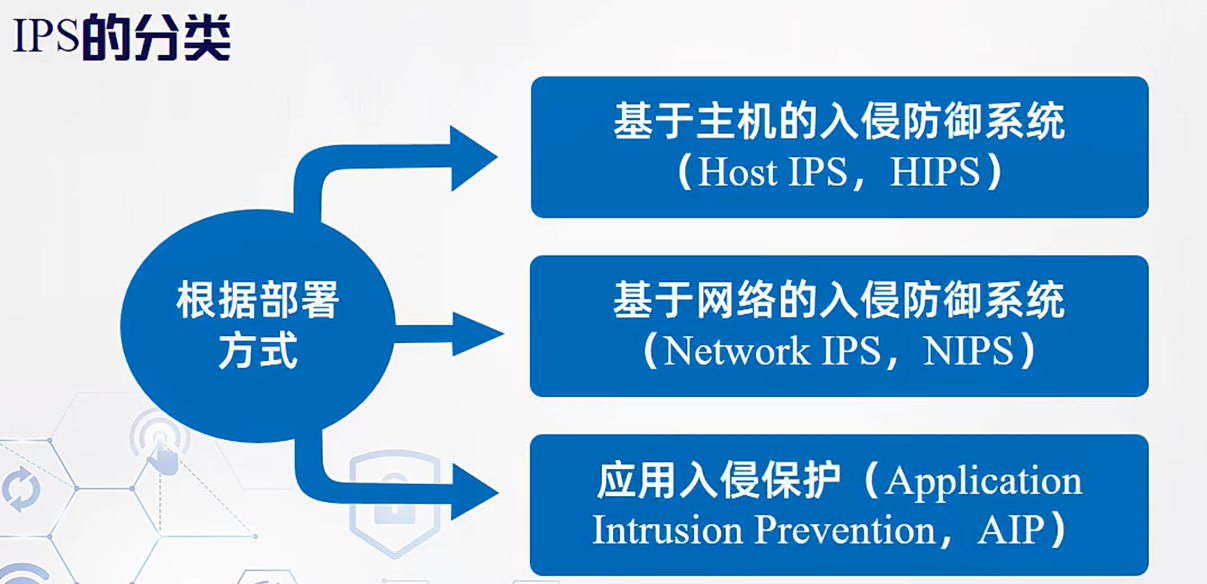 IPS的分类
根据部署
方式
基于主机的入侵防御系统
（Host IPS，HIPS）
基于网络的入侵防御系统
（Network IPS，NIPS）
应用入侵保护（Application
Intrusion Prevention，AIP）